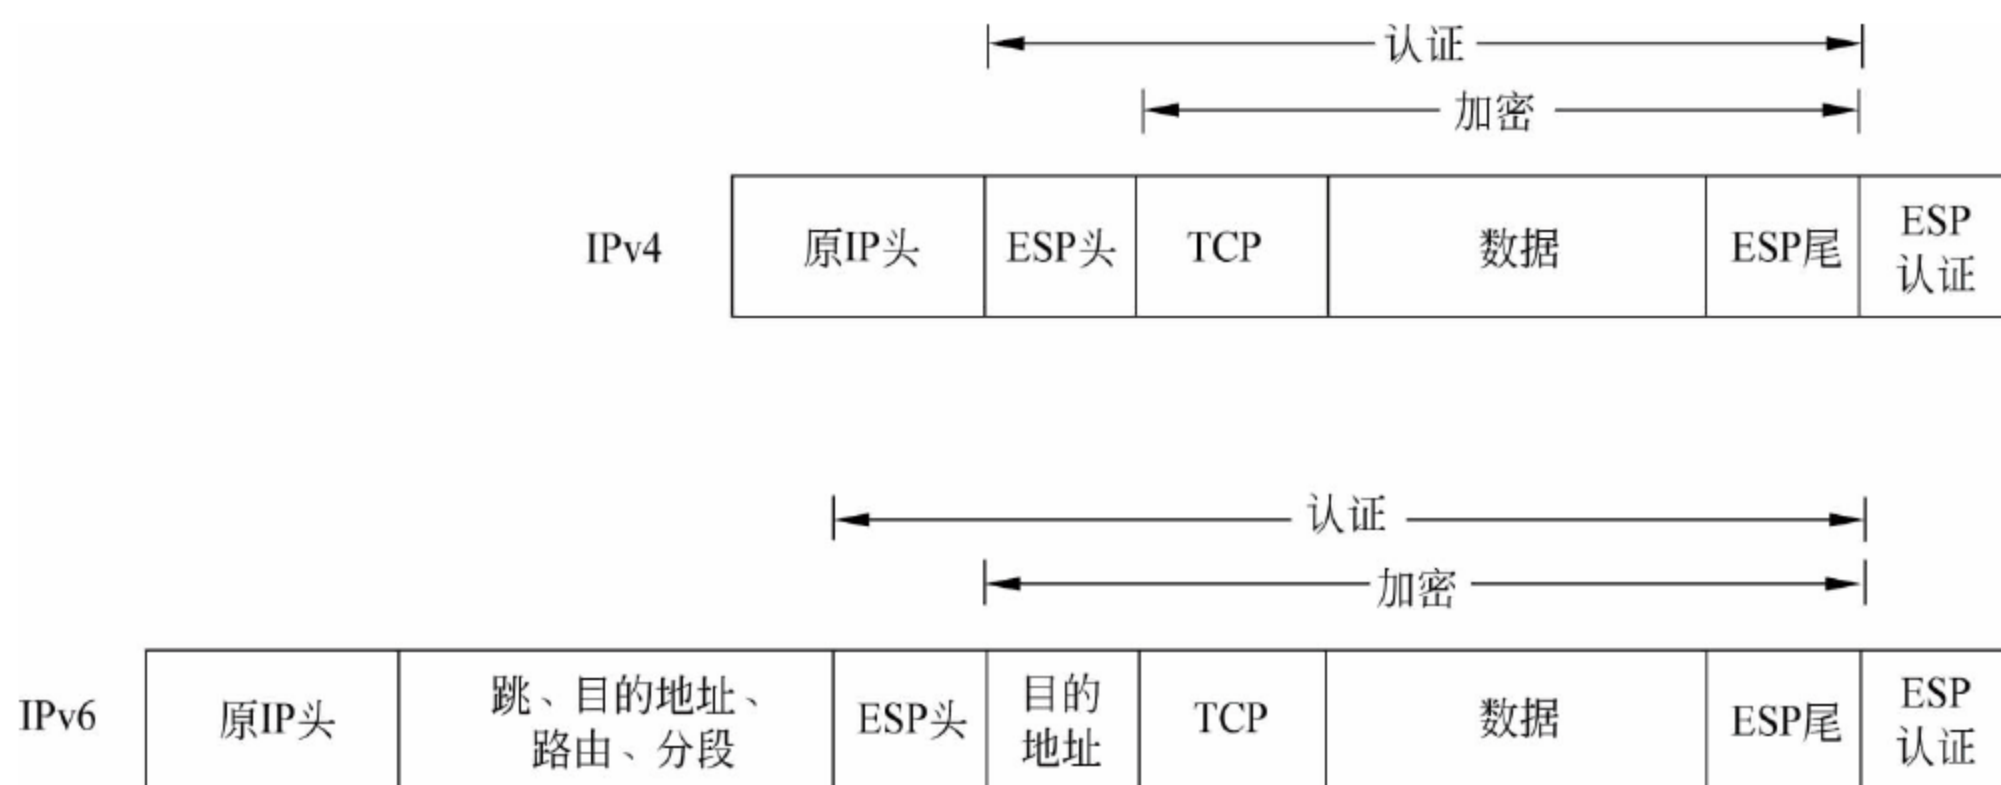 认证
加密
IPv4
原IP头
ESP头
TCP
数据
ESP尾
ESP
认证
认证
加密
IPv6
原IP头
跳、目的地址、
路由、分段
ESP头
目的
地址
TCP
数据
ESP尾
ESP
认证